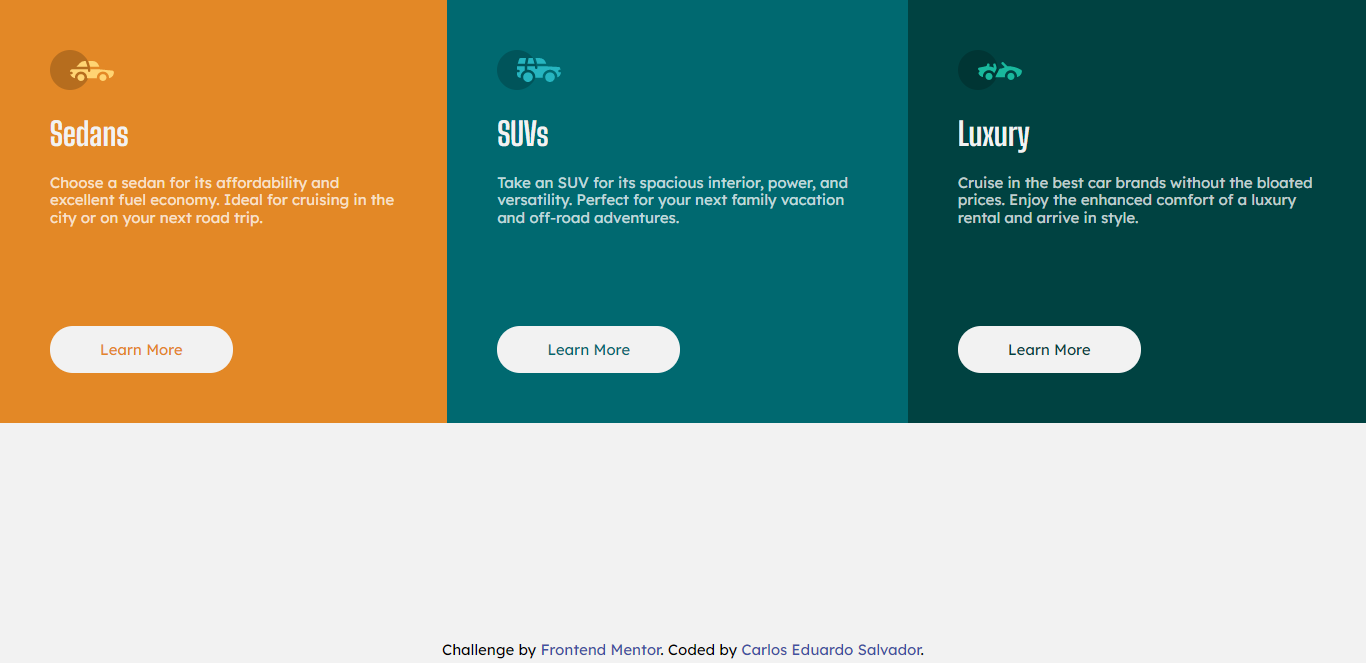 Sedans
Choose a sedan for its affordability and
excellent fuel economy. Ideal for cruising in the
city or on your next road trip.
Learn More
SUVs
Take an SUV for its spacious interior, power, and
versatility. Perfect for your next family vacation
and off-road adventures.
Learn More
Luxury
Cruise in the best car brands without the bloated
prices. Enjoy the enhanced comfort of a luxury
rental and arrive in style.
Learn More
Challenge by Frontend Mentor. Coded by Carlos Eduardo Salvador.